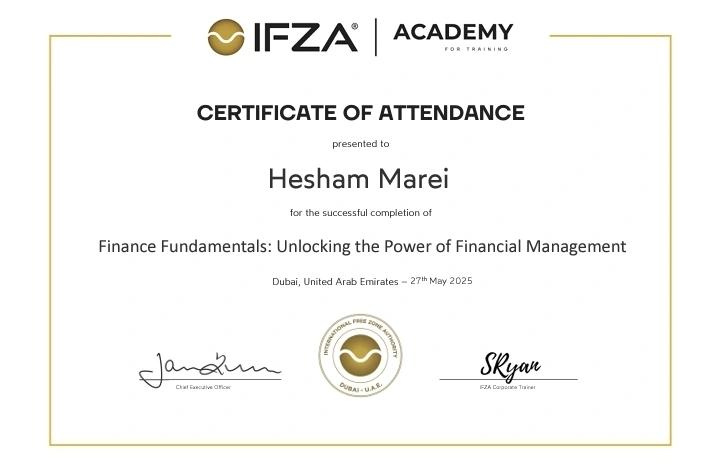 IFZA® | ACADEMY
FOR TRAINING
CERTIFICATE OF ATTENDANCE
presented to
Hesham Marei
for the successful completion of
Finance Fundamentals: Unlocking the Power of Financial Management
Dubai, United Arab Emirates – 27th May 2025
INTERNATIONAL FREE ZONE AUTHORITY
DUBAI - U.A.E.
SRyan
Chief Executive Officer
IFZA Corporate Trainer